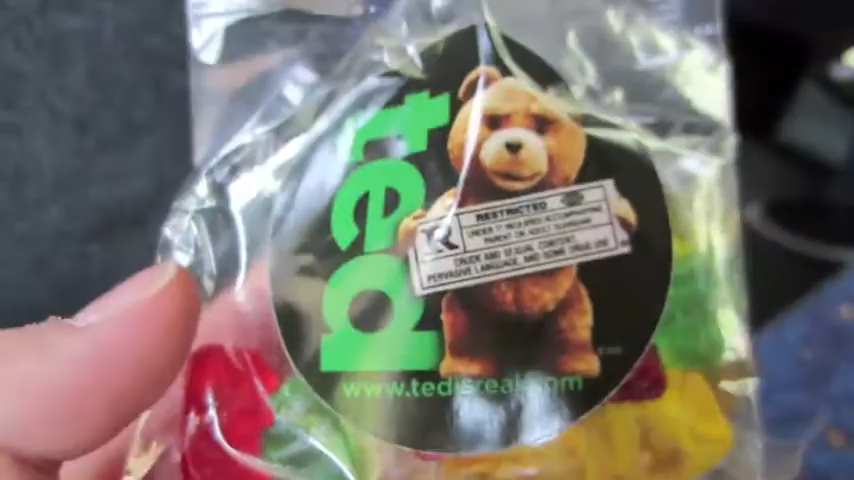 ted
RESTRICTED
R
UNDER 17 REQUIRES ACCOMPANYING
PARENT OR ADULT GUARDIAN
CRUDE AND SEXUAL CONTENT,
PERVASIVE LANGUAGE, AND SOME DRUG USE
www.tedisreal.com